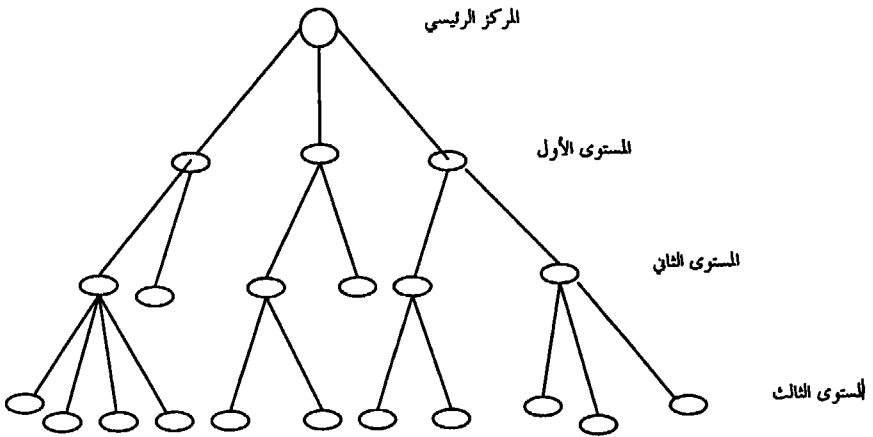 المركز الرئيسي
المستوى الأول
المستوى الثاني
المستوى الثالث